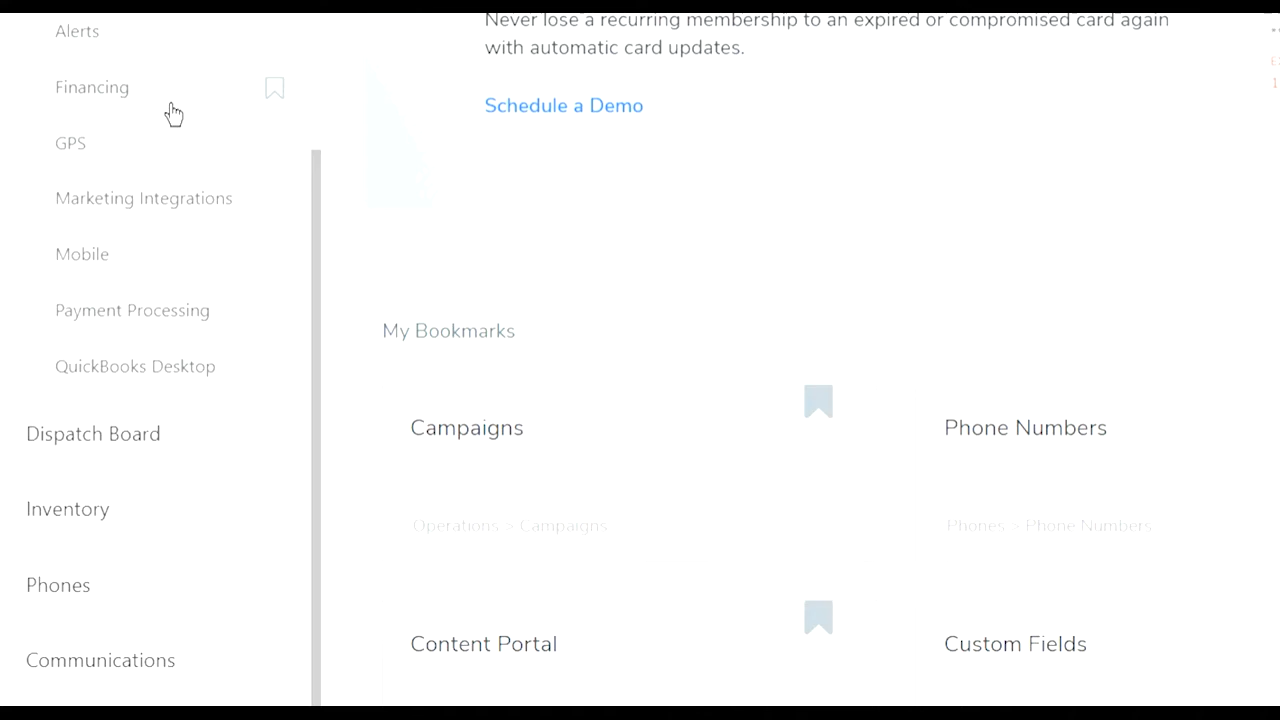 Alerts
Financing
GPS
Marketing Integrations
Mobile
Payment Processing
QuickBooks Desktop
Dispatch Board
Inventory
Phones
Communications
Never lose a recurring membership to an expired or compromised card again
with automatic card updates.
Schedule a Demo
My Bookmarks
Campaigns
Operations > Campaigns
Phone Numbers
Phones > Phone Numbers
Content Portal
Custom Fields